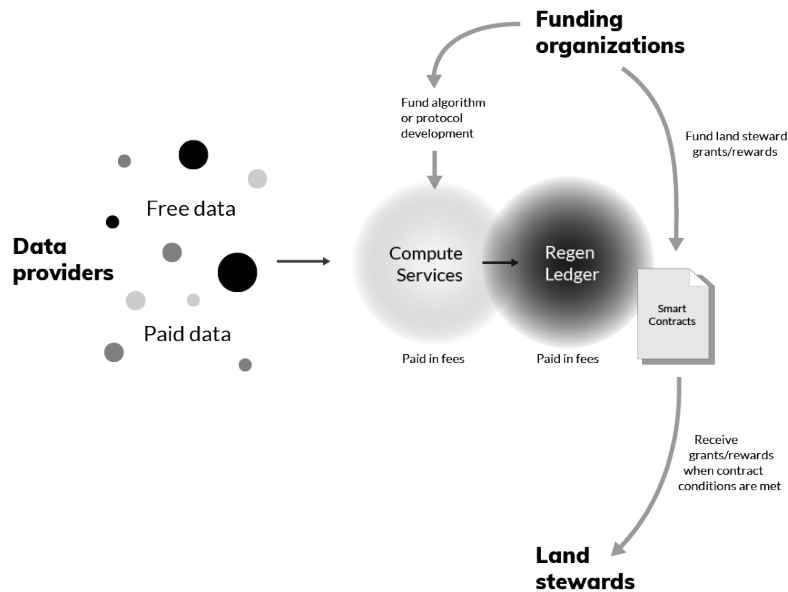 Funding
organizations
Fund algorithm
or protocol
development
Fund land steward
grants/rewards
Free data
Data
providers
Paid data
Compute
Services
Regen
Ledger
Smart
Contracts
Paid in fees
Paid in fees
Receive
grants/rewards
when contract
conditions are met
Land
stewards